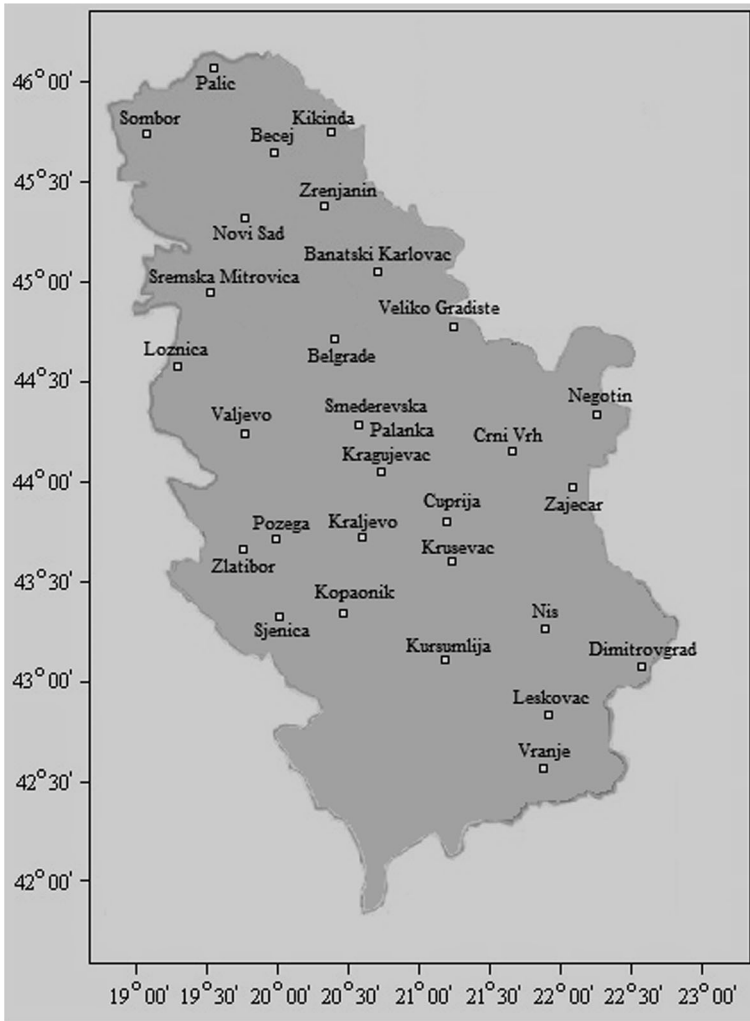 46°00'
Palic
Sombor
Kikinda
Becej
45°30'
Zrenjanin
Novi Sad
Banatski Karlovac
45°00'
Sremska Mitrovica
Veliko Gradiste
Loznica
Belgrade
44°30'
Negotin
Smederevska
Palanka
Valjevo
Crni Vrh
Kragujevac
44°00'
Zajecar
Cuprija
Pozega
Kraljevo
Krusevac
Zlatibor
43°30'
Kopaonik
Nis
Sjenica
Kursumlija
Dimitrovgrad
43°00'
Leskovac
Vranje
42°30'
42°00'
19°00' 19°30' 20°00' 20°30' 21°00' 21°30' 22°00' 22°30' 23°00'